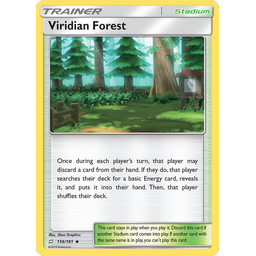 TRAINER
Stadium
Viridian Forest
Once during each player's turn, that player may
discard a card from their hand. If they do, that player
searches their deck for a basic Energy card, reveals
it, and puts it into their hand. Then, that player
shuffles their deck.
Illus. Skan Graphics
156/181
This card stays in play when you play it. Discard this card if
another Stadium card comes into play. If another card with
the same name is in play, you can't play this card.